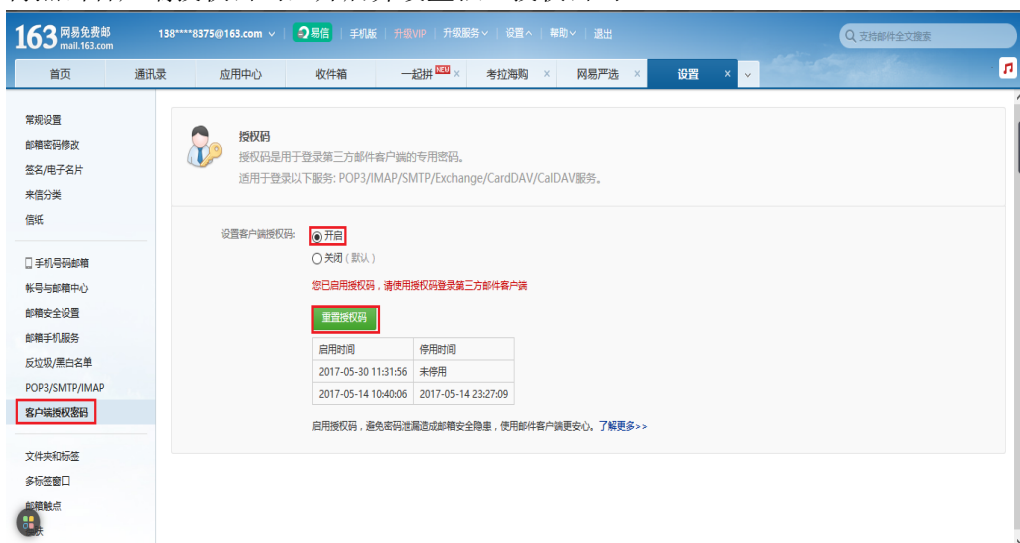 163 网易免费邮
mail.163.com
138****8375@163.com
易信
手机版
升级VIP
升级服务
设置
帮助
退出
支持邮件全文搜索
首页
通讯录
应用中心
收件箱
一起拼 NEW ×
考拉海购 ×
网易严选 ×
设置 ×
常规设置
邮箱密码修改
签名/电子名片
来信分类
信纸
手机号码邮箱
帐号与邮箱中心
邮箱安全设置
邮箱手机服务
反垃圾/黑白名单
POP3/SMTP/IMAP
客户端授权密码
文件夹和标签
多标签窗口
邮箱触点
授权码
授权码是用于登录第三方邮件客户端的专用密码。
适用于登录以下服务: POP3/IMAP/SMTP/Exchange/CardDAV/CalDAV服务。
设置客户端授权码:
开启
关闭 ( 默认 )
您已启用授权码，请使用授权码登录第三方邮件客户端
重置授权码
启用时间 停用时间
2017-05-30 11:31:56 未停用
2017-05-14 10:40:06 2017-05-14 23:27:09
启用授权码，避免密码泄漏造成邮箱安全隐患，使用邮件客户端更安心。了解更多>>